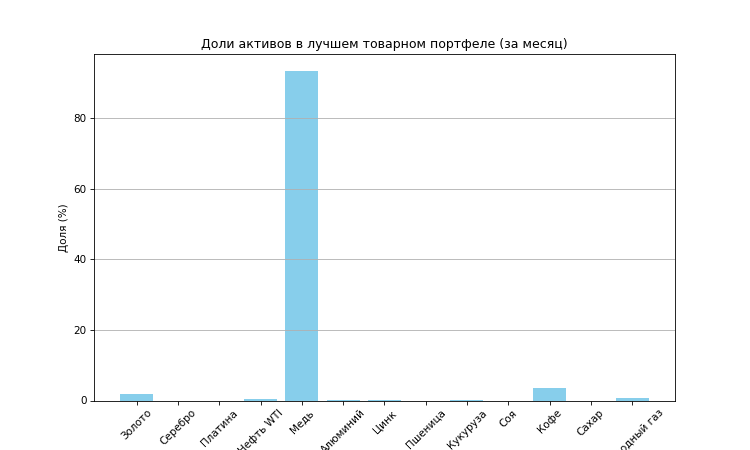 Доли активов в лучшем товарном портфеле (за месяц)
Доля (%)
80
60
40
20
0
Золото
Серебро
Платина
Нефть WTI
Медь
Алюминий
Цинк
Пшеница
Кукуруза
Соя
Кофе
Сахар
одный газ